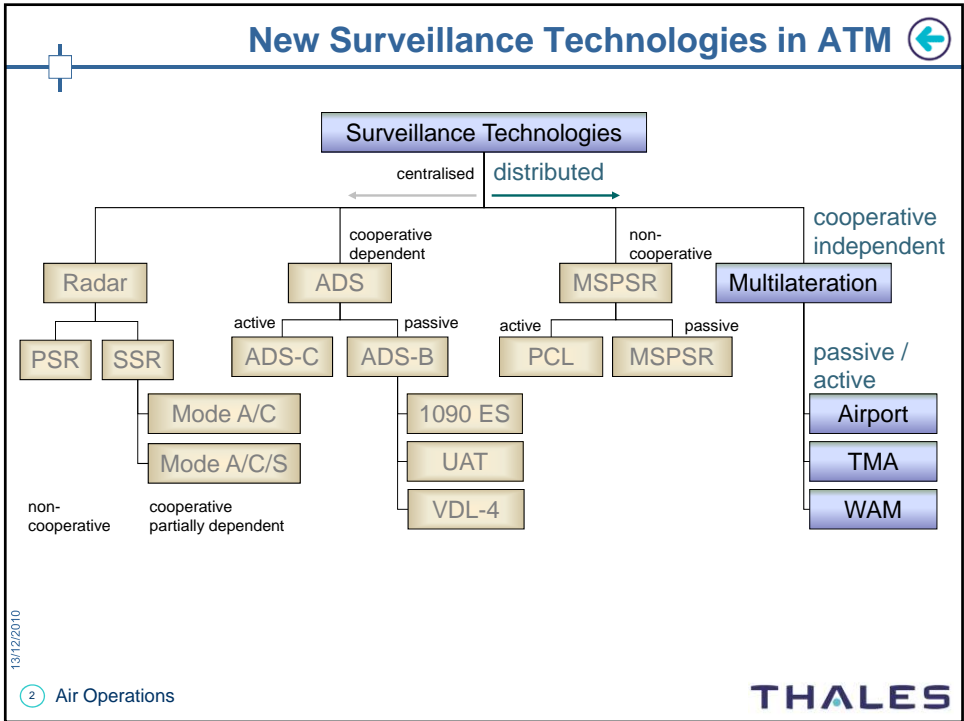 New Surveillance Technologies in ATM
Surveillance Technologies
centralised
distributed
cooperative
dependent
non-
cooperative
cooperative
independent
Radar
ADS
MSPSR
Multilateration
active
passive
active
passive
PSR
SSR
ADS-C
ADS-B
PCL
MSPSR
passive /
active
Mode A/C
1090 ES
Airport
Mode A/C/S
UAT
TMA
VDL-4
WAM
non-
cooperative
cooperative
partially dependent
13/12/2010
2 Air Operations
THALES